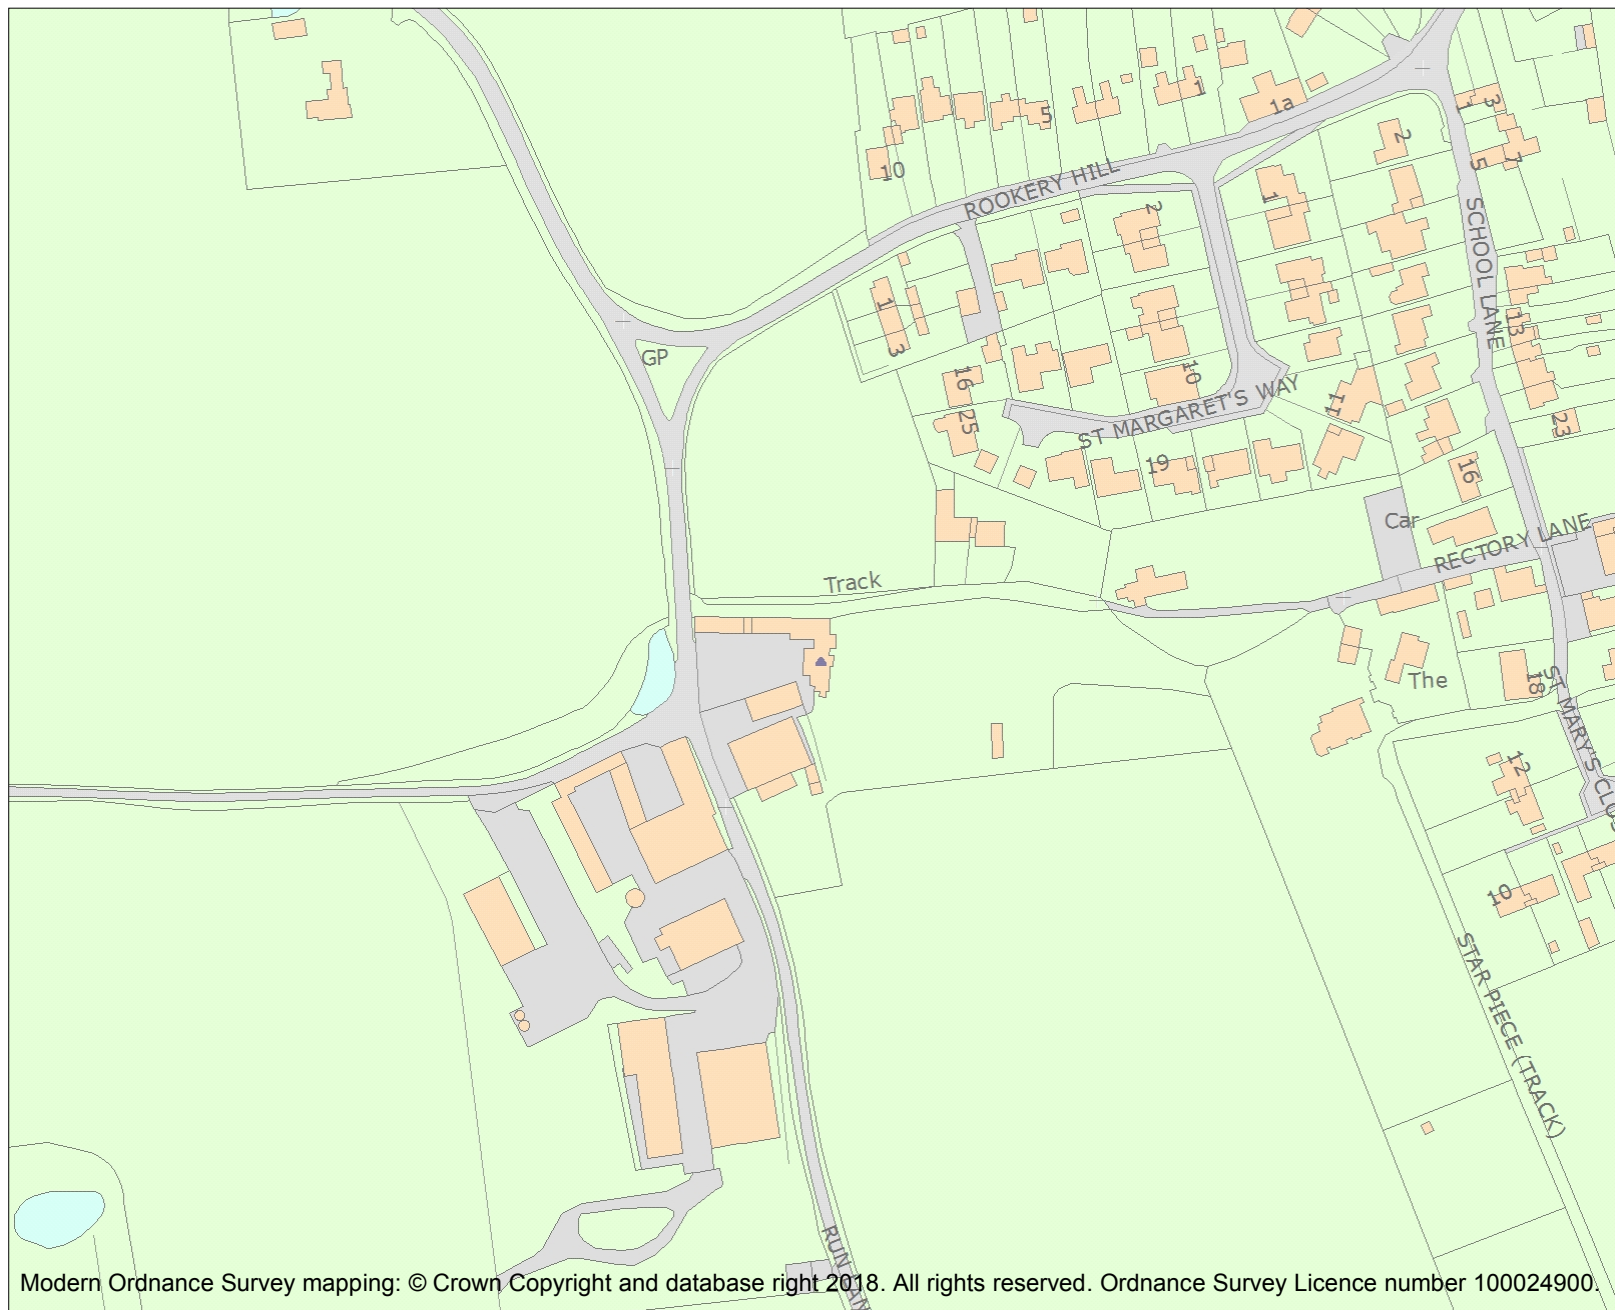 1
3
1a
5
2
10
5
7
ROOKERY HILL
2
1
SCHOOL LANE
1
3
GP
13
16
10
ST MARGARET'S WAY
11
25
23
19
16
Car
RECTORY LANE
Track
The
18
ST MARY'S CLOS
12
10
STAR PIECE (TRACK)
RUN LAN
Modern Ordnance Survey mapping: © Crown Copyright and database right 2018. All rights reserved. Ordnance Survey Licence number 100024900.
1